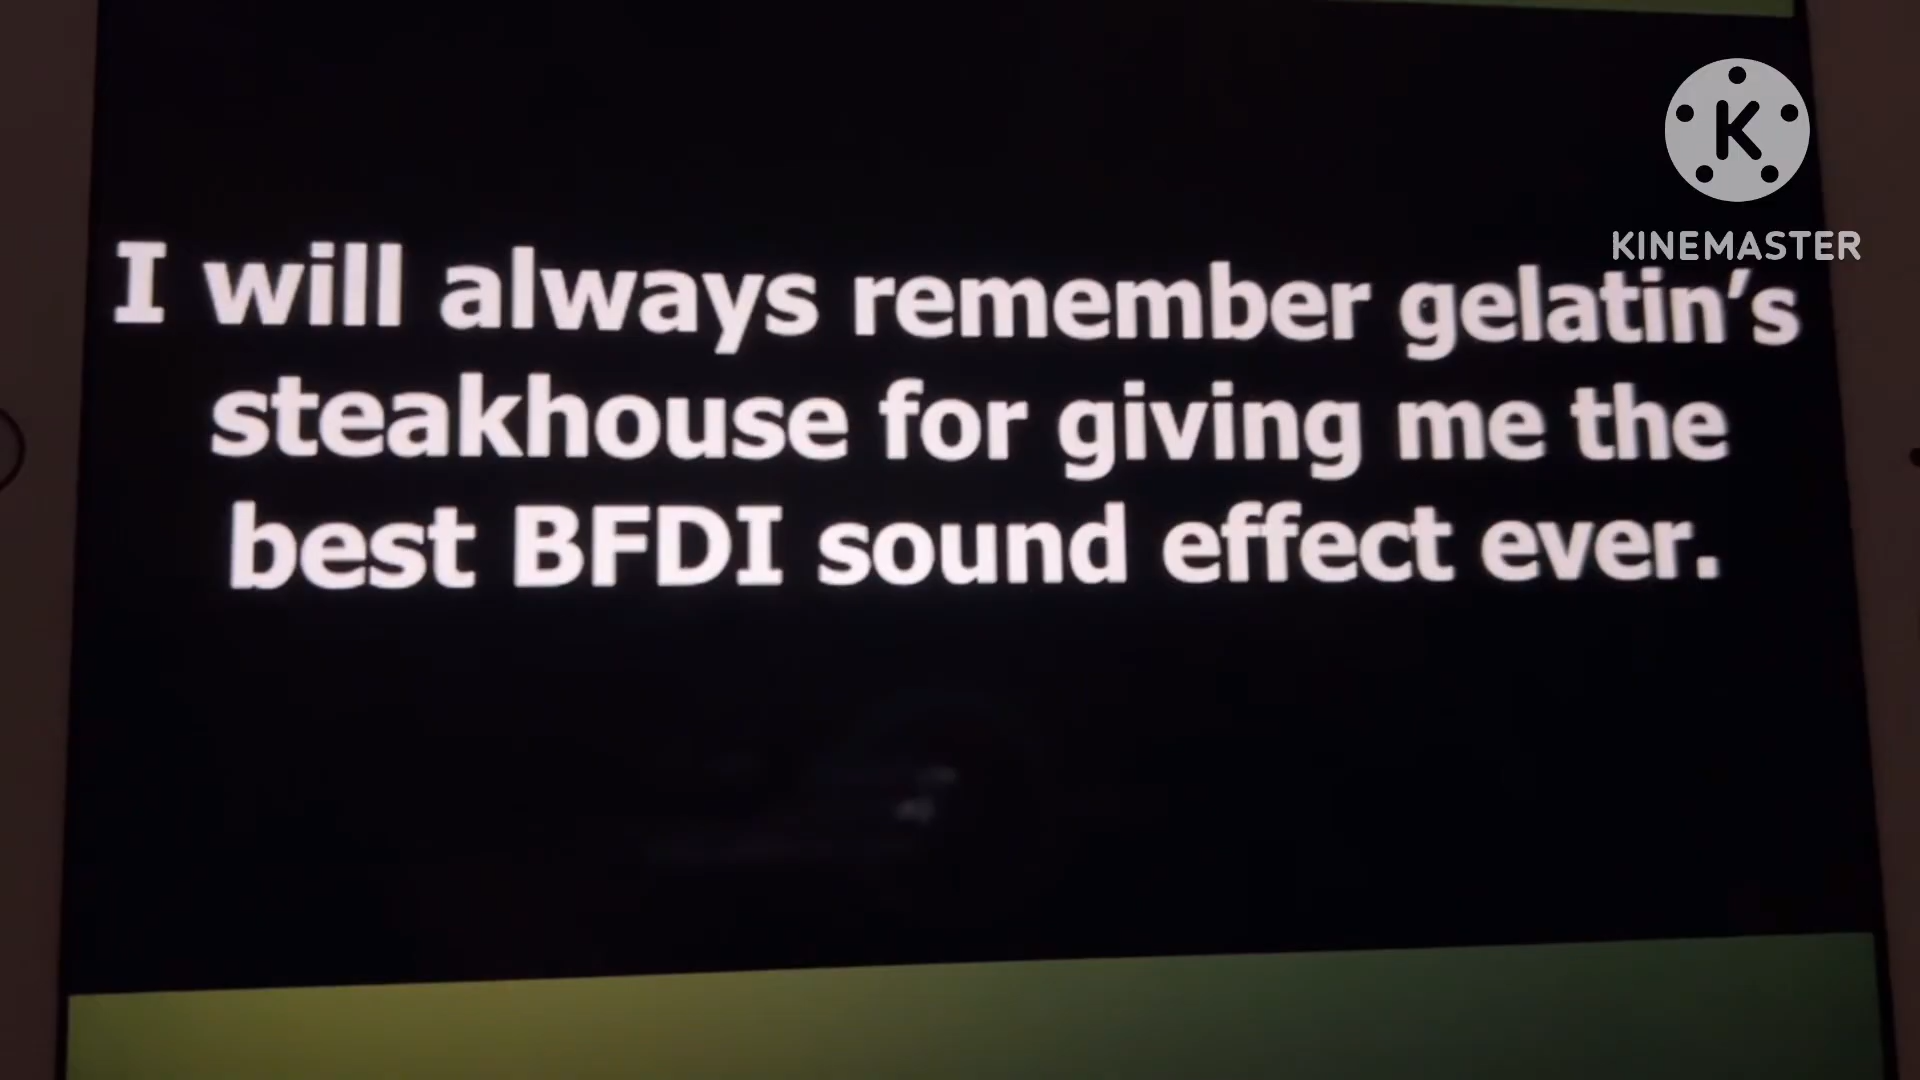 K
KINEMASTER
I will always remember gelatin’s
steakhouse for giving me the
best BFDI sound effect ever.